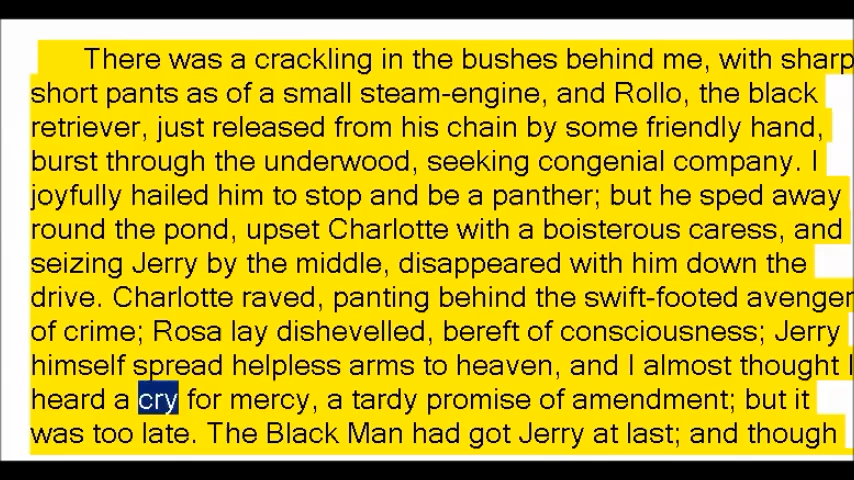 There was a crackling in the bushes behind me, with sharp
short pants as of a small steam-engine, and Rollo, the black
retriever, just released from his chain by some friendly hand,
burst through the underwood, seeking congenial company. I
joyfully hailed him to stop and be a panther; but he sped away
round the pond, upset Charlotte with a boisterous caress, and
seizing Jerry by the middle, disappeared with him down the
drive. Charlotte raved, panting behind the swift-footed avenger
of crime; Rosa lay dishevelled, bereft of consciousness; Jerry
himself spread helpless arms to heaven, and I almost thought I
heard a cry for mercy, a tardy promise of amendment; but it
was too late. The Black Man had got Jerry at last; and though